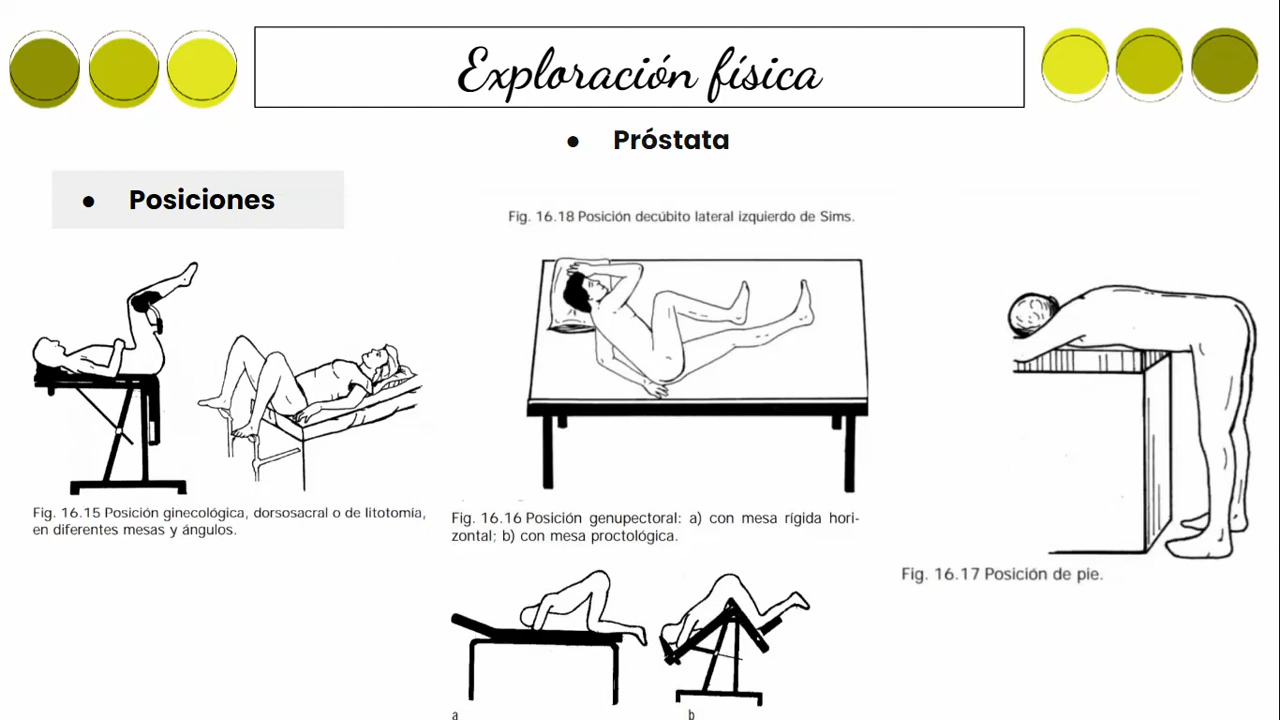 Exploración física
• Próstata
• Posiciones
Fig. 16.18 Posición decúbito lateral izquierdo de Sims.
Fig. 16.15 Posición ginecológica, dorsosacral o de litotomía,
en diferentes mesas y ángulos.
Fig. 16.16 Posición genupectoral: a) con mesa rígida hori-
zontal; b) con mesa proctológica.
Fig. 16.17 Posición de pie.
a
b